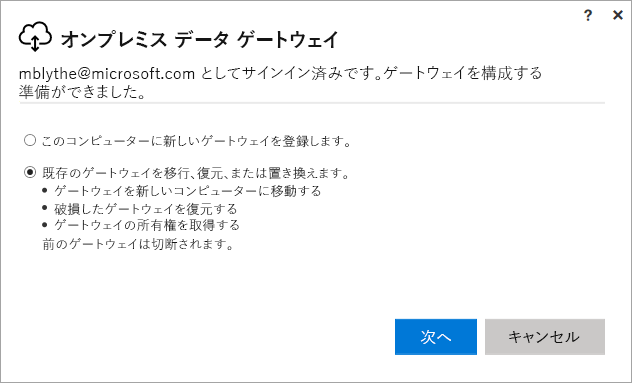 ? ×
オンプレミス データ ゲートウェイ
mblythe@microsoft.com としてサインイン済みです。ゲートウェイを構成する
準備ができました。
このコンピューターに新しいゲートウェイを登録します。
既存のゲートウェイを移行、復元、または置き換えます。
• ゲートウェイを新しいコンピューターに移動する
• 破損したゲートウェイを復元する
• ゲートウェイの所有権を取得する
前のゲートウェイは切断されます。
次へ キャンセル